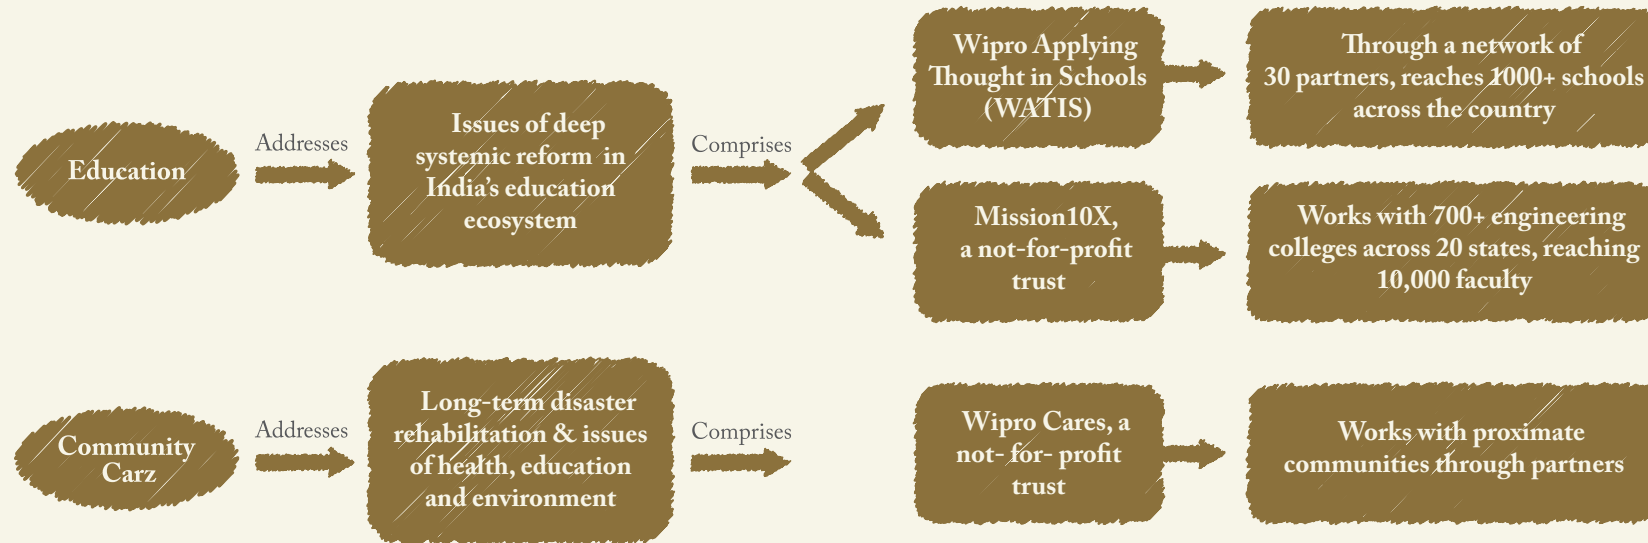 Education
Addresses
Issues of deep
systemic reform in
India's education
ecosystem
Comprises
Wipro Applying
Thought in Schools
(WATIS)
Through a network of
30 partners, reaches 1000+ schools
across the country
Mission10X,
a not-for-profit
trust
Works with 700+ engineering
colleges across 20 states, reaching
10,000 faculty
Community
Carz
Addresses
Long-term disaster
rehabilitation & issues
of health, education
and environment
Comprises
Wipro Cares, a
not- for- profit
trust
Works with proximate
communities through partners